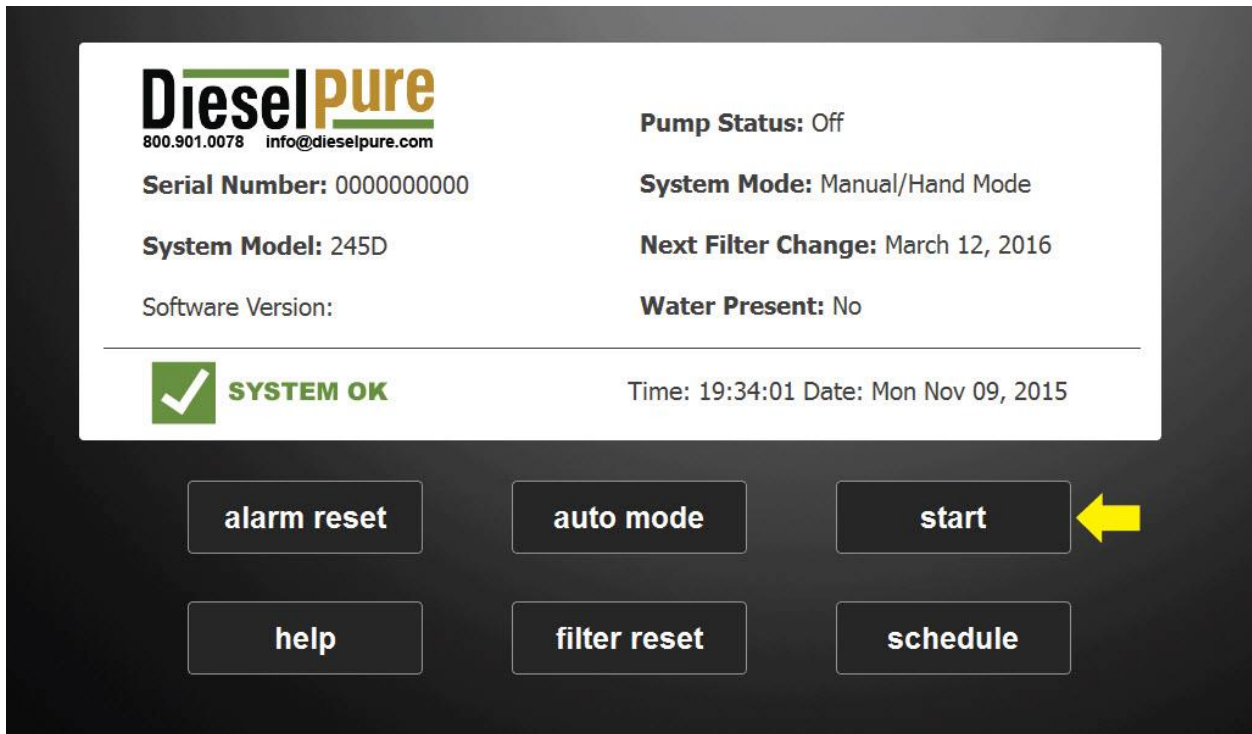 DieselPure
800.901.0078 info@dieselpure.com
Serial Number: 0000000000
System Model: 245D
Software Version:
Pump Status: Off
System Mode: Manual/Hand Mode
Next Filter Change: March 12, 2016
Water Present: No
SYSTEM OK
Time: 19:34:01 Date: Mon Nov 09, 2015
alarm reset
auto mode
start
help
filter reset
schedule